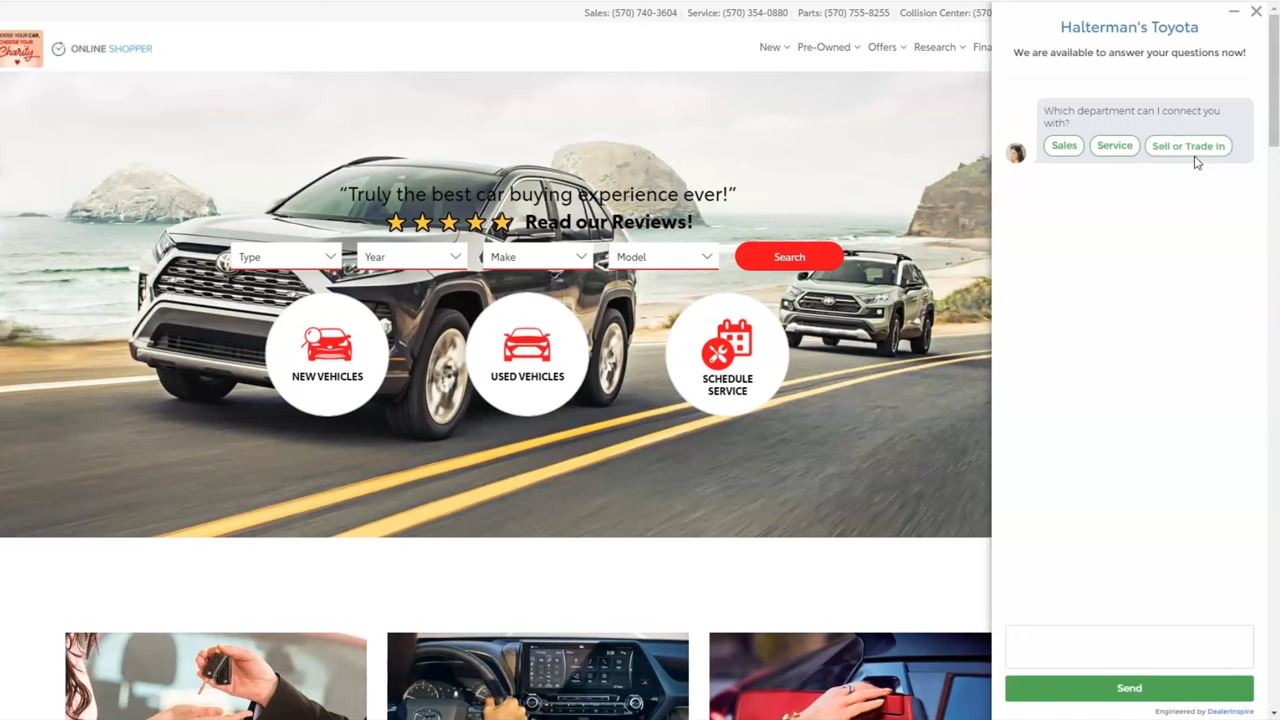 Sales: (570) 740-3604 Service: (570) 354-0880 Parts: (570) 755-8255 Collision Center: (570
CHOOSE YOUR
Charity
ONLINE SHOPPER
New Pre-Owned Offers Research Fina
“Truly the best car buying experience ever!”
Read our Reviews!
Type Year Make Model Search
NEW VEHICLES
USED VEHICLES
SCHEDULE
SERVICE
Halterman's Toyota
We are available to answer your questions now!
Which department can I connect you
with?
Sales Service Sell or Trade in
Send
Engineered by DealerInspire